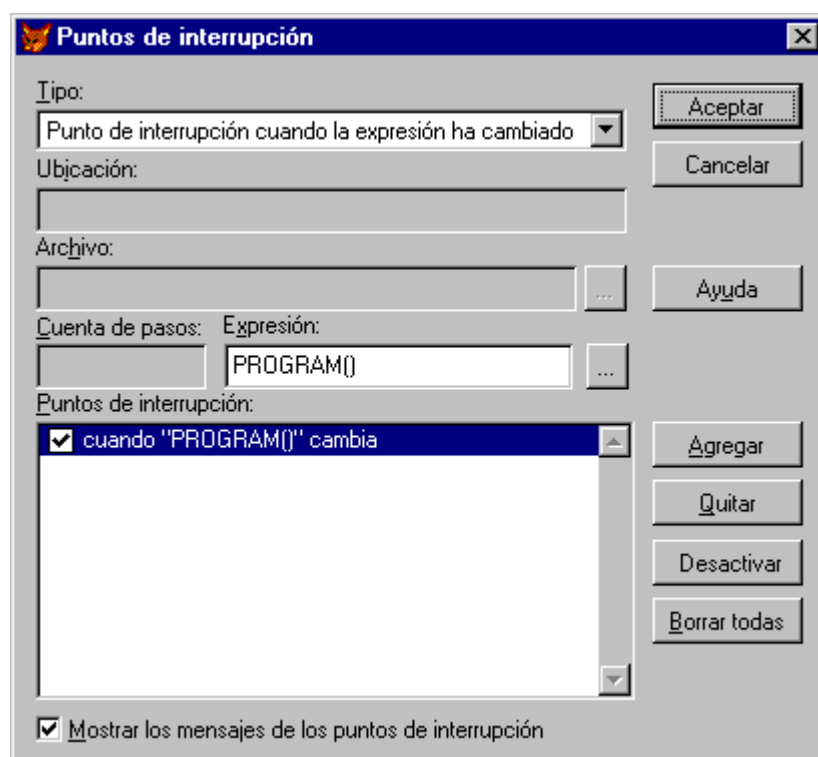 Puntos de interrupción
Tipo:
Punto de interrupción cuando la expresión ha cambiado
Aceptar
Cancelar
Ubicación:
Archivo:
...
Ayuda
Cuenta de pasos:
Expresión:
PROGRAM()
...
Puntos de interrupción:
cuando "PROGRAM()" cambia
Agregar
Quitar
Desactivar
Borrar todas
Mostrar los mensajes de los puntos de interrupción